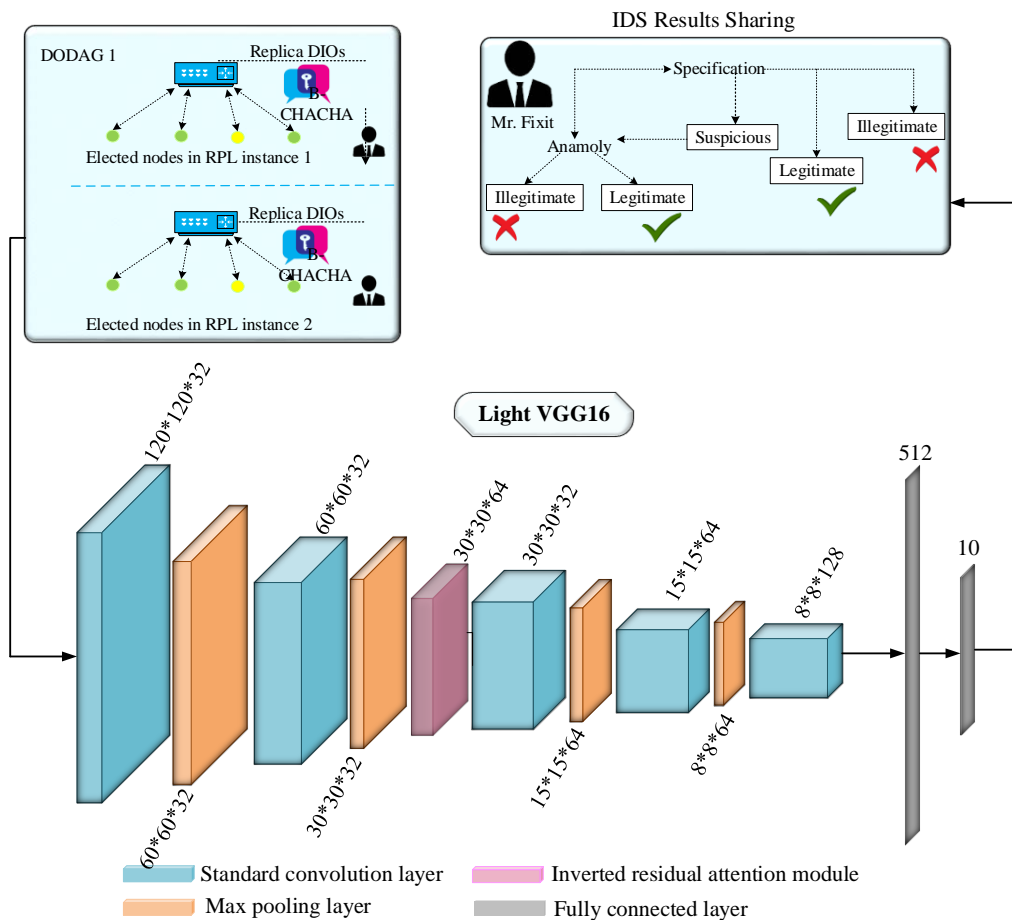 IDS Results Sharing
DODAG 1
Replica DIOs
B-
CHACHA
Elected nodes in RPL instance 1
Replica DIOs
B-
CHACHA
Elected nodes in RPL instance 2
Mr. Fixit
Specification
Suspicious
Illegitimate
Anamoly
Legitimate
Illegitimate
Legitimate
Light VGG16
120*120*32
60*60*32
60*60*32
30*30*32
30*30*64
30*30*32
15*15*64
15*15*64
8*8*64
8*8*128
512
10
Standard convolution layer
Inverted residual attention module
Max pooling layer
Fully connected layer